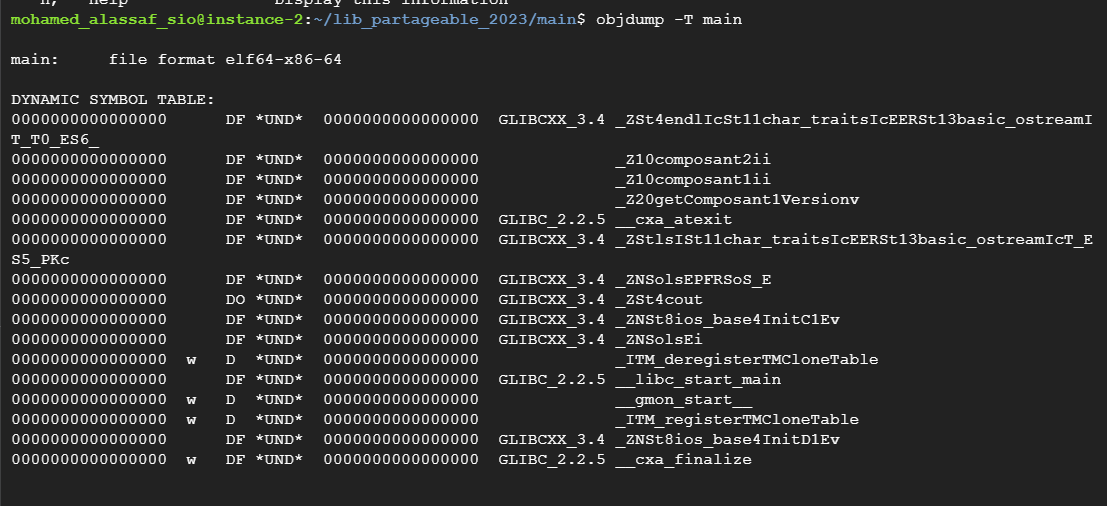 mohamed_alassaf_sio@instance-2:~/lib_partageable_2023/main$ objdump -T main
main:     file format elf64-x86-64
DYNAMIC SYMBOL TABLE:
0000000000000000      DF *UND*  0000000000000000  GLIBCXX_3.4 _ZSt4endlIcSt11char_traitsIcEERSt13basic_ostreamI
T_T0_ES6_
0000000000000000      DF *UND*  0000000000000000              _Z10composant2ii
0000000000000000      DF *UND*  0000000000000000              _Z10composant1ii
0000000000000000      DF *UND*  0000000000000000              _Z20getComposant1Versionv
0000000000000000      DF *UND*  0000000000000000  GLIBC_2.2.5 __cxa_atexit
0000000000000000      DF *UND*  0000000000000000  GLIBCXX_3.4 _ZStlsISt11char_traitsIcEERSt13basic_ostreamIcT_E
S5_PKc
0000000000000000      DF *UND*  0000000000000000  GLIBCXX_3.4 _ZNSolsEPFRSoS_E
0000000000000000      DO *UND*  0000000000000000  GLIBCXX_3.4 _ZSt4cout
0000000000000000      DF *UND*  0000000000000000  GLIBCXX_3.4 _ZNSt8ios_base4InitC1Ev
0000000000000000      DF *UND*  0000000000000000  GLIBCXX_3.4 _ZNSolsEi
0000000000000000  w   D  *UND*  0000000000000000              _ITM_deregisterTMCloneTable
0000000000000000      DF *UND*  0000000000000000  GLIBC_2.2.5 __libc_start_main
0000000000000000  w   D  *UND*  0000000000000000              __gmon_start__
0000000000000000  w   D  *UND*  0000000000000000              _ITM_registerTMCloneTable
0000000000000000      DF *UND*  0000000000000000  GLIBCXX_3.4 _ZNSt8ios_base4InitD1Ev
0000000000000000  w   DF *UND*  0000000000000000  GLIBC_2.2.5 __cxa_finalize